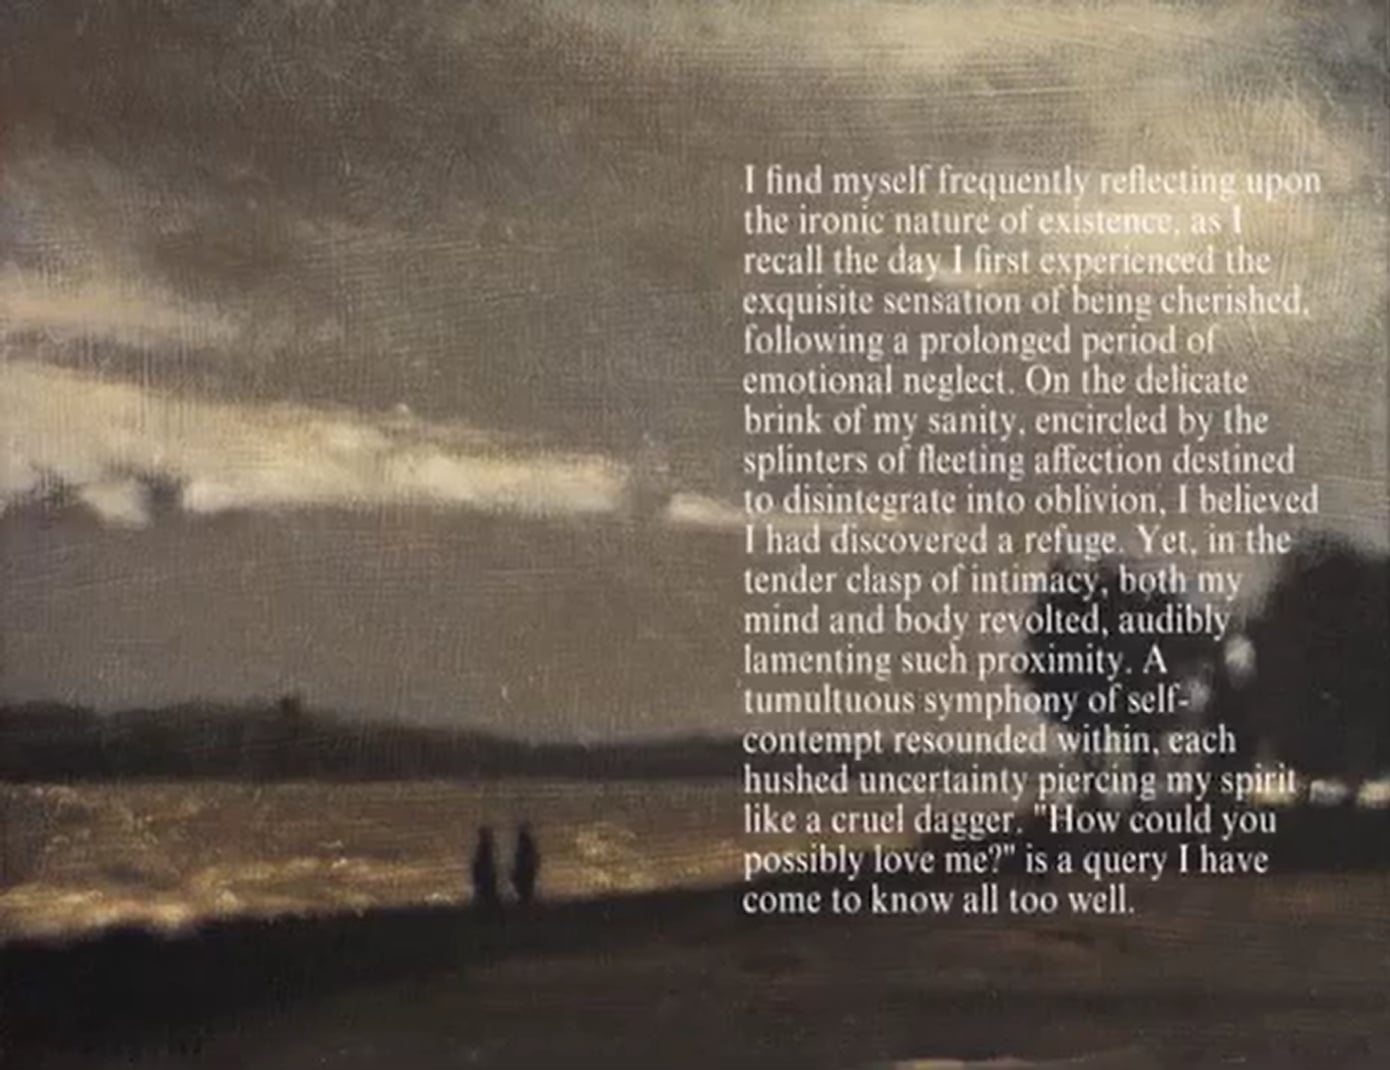 I find myself frequently reflecting upon
the ironic nature of existence, as I
recall the day I first experienced the
exquisite sensation of being cherished,
following a prolonged period of
emotional neglect. On the delicate
brink of my sanity, encircled by the
splinters of fleeting affection destined
to disintegrate into oblivion, I believed
I had discovered a refuge. Yet, in the
tender clasp of intimacy, both my
mind and body revolted, audibly
lamenting such proximity. A
tumultuous symphony of self-
contempt resounded within, each
hushed uncertainty piercing my spirit
like a cruel dagger. "How could you
possibly love me?" is a query I have
come to know all too well.